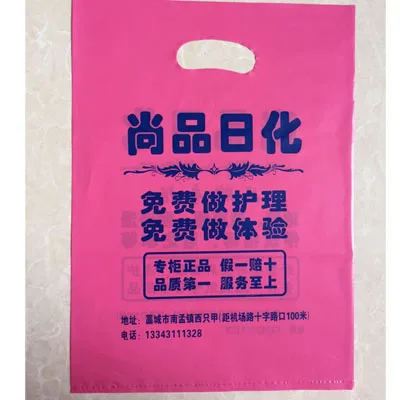 尚品日化
免费做护理
免费做体验
专柜正品 假一赔十
品质第一 服务至上
地址：藁城市南孟镇西只甲(距机场路十字路口100米)
电话：13343111328